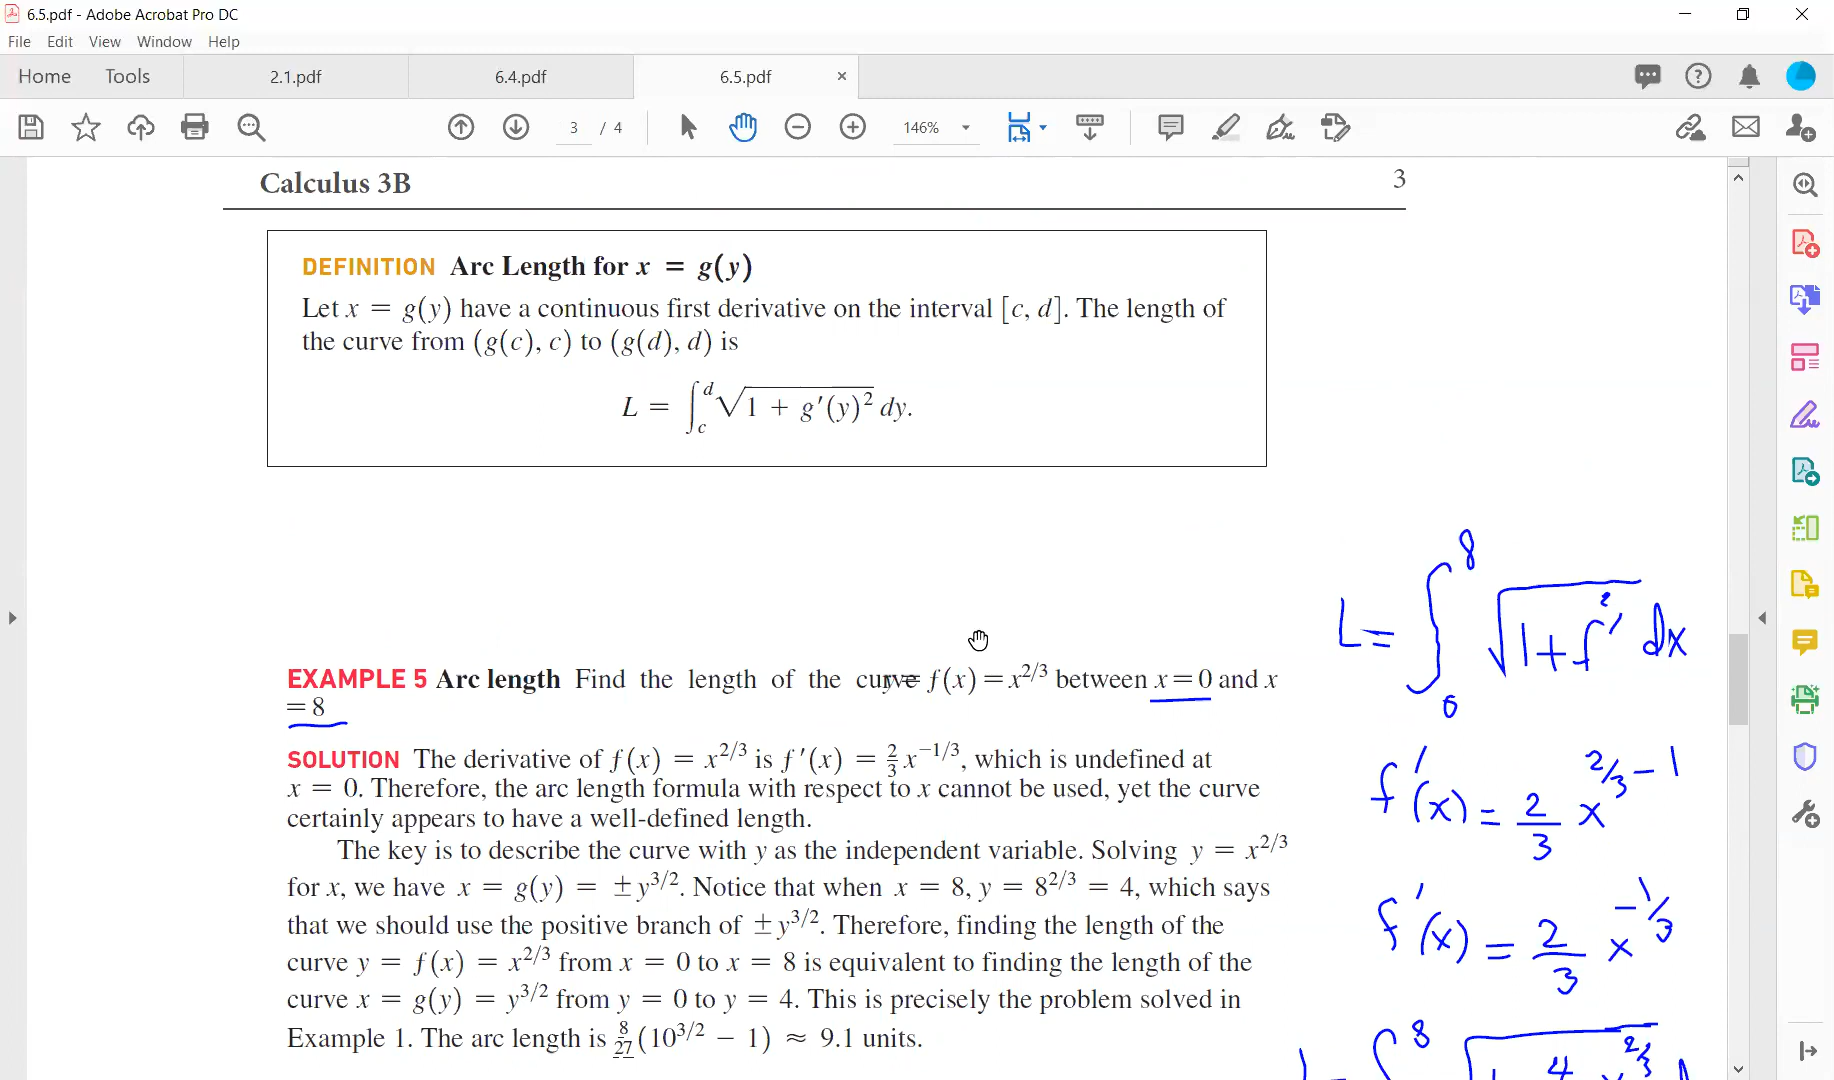 6.5.pdf - Adobe Acrobat Pro DC
File Edit View Window Help
Home Tools 2.1.pdf 6.4.pdf 6.5.pdf ×
3 / 4 146%
Calculus 3B 3
DEFINITION Arc Length for x = g(y)
Let x = g(y) have a continuous first derivative on the interval [c, d]. The length of
the curve from (g(c), c) to (g(d), d) is
L = ∫_c^d √(1 + g′(y)²) dy.
L = ∫_0^8 √(1 + f′²) dx
EXAMPLE 5 Arc length Find the length of the curve y = f(x) = x^{2/3} between x = 0 and x
= 8
SOLUTION The derivative of f(x) = x^{2/3} is f′(x) = 2/3 x^{−1/3}, which is undefined at
x = 0. Therefore, the arc length formula with respect to x cannot be used, yet the curve
certainly appears to have a well-defined length.
The key is to describe the curve with y as the independent variable. Solving y = x^{2/3}
for x, we have x = g(y) = ±y^{3/2}. Notice that when x = 8, y = 8^{2/3} = 4, which says
that we should use the positive branch of ±y^{3/2}. Therefore, finding the length of the
curve y = f(x) = x^{2/3} from x = 0 to x = 8 is equivalent to finding the length of the
curve x = g(y) = y^{3/2} from y = 0 to y = 4. This is precisely the problem solved in
Example 1. The arc length is 8/27 (10^{3/2} − 1) ≈ 9.1 units.
f′(x) = 2/3 x^{2/3 − 1}
f′(x) = 2/3 x^{−1/3}